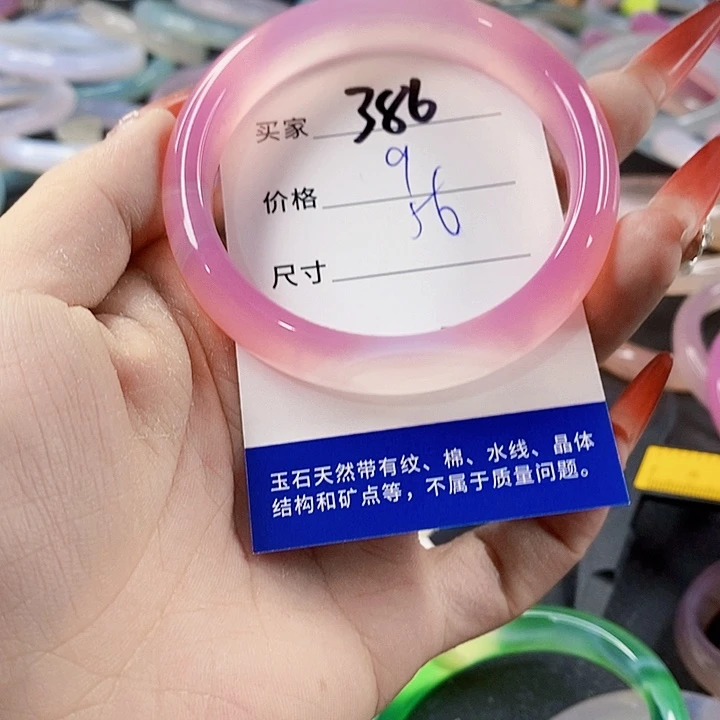 买家 386
价格 9
56
尺寸
玉石天然带有纹、棉、水线、晶体
结构和矿点等，不属于质量问题。